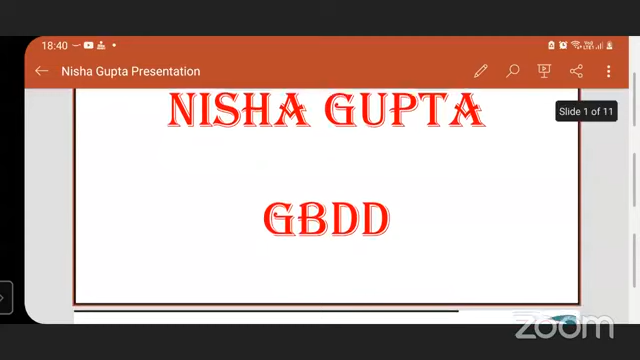 18:40
Nisha Gupta Presentation
Slide 1 of 11
NISHA GUPTA
GBDD
zoom